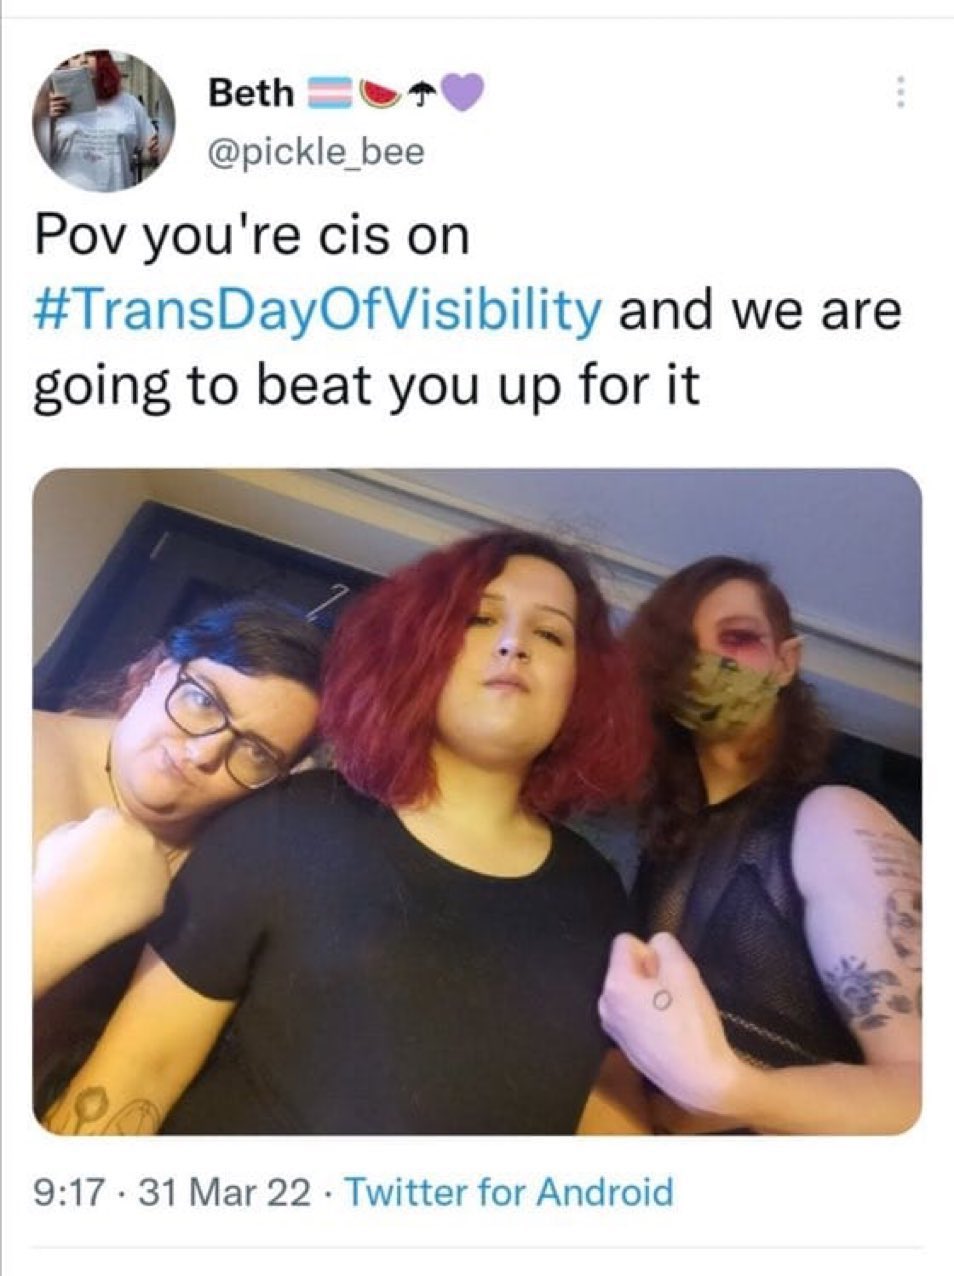 Beth
@pickle_bee
Pov you're cis on
#TransDayOfVisibility and we are
going to beat you up for it
9:17 · 31 Mar 22 · Twitter for Android